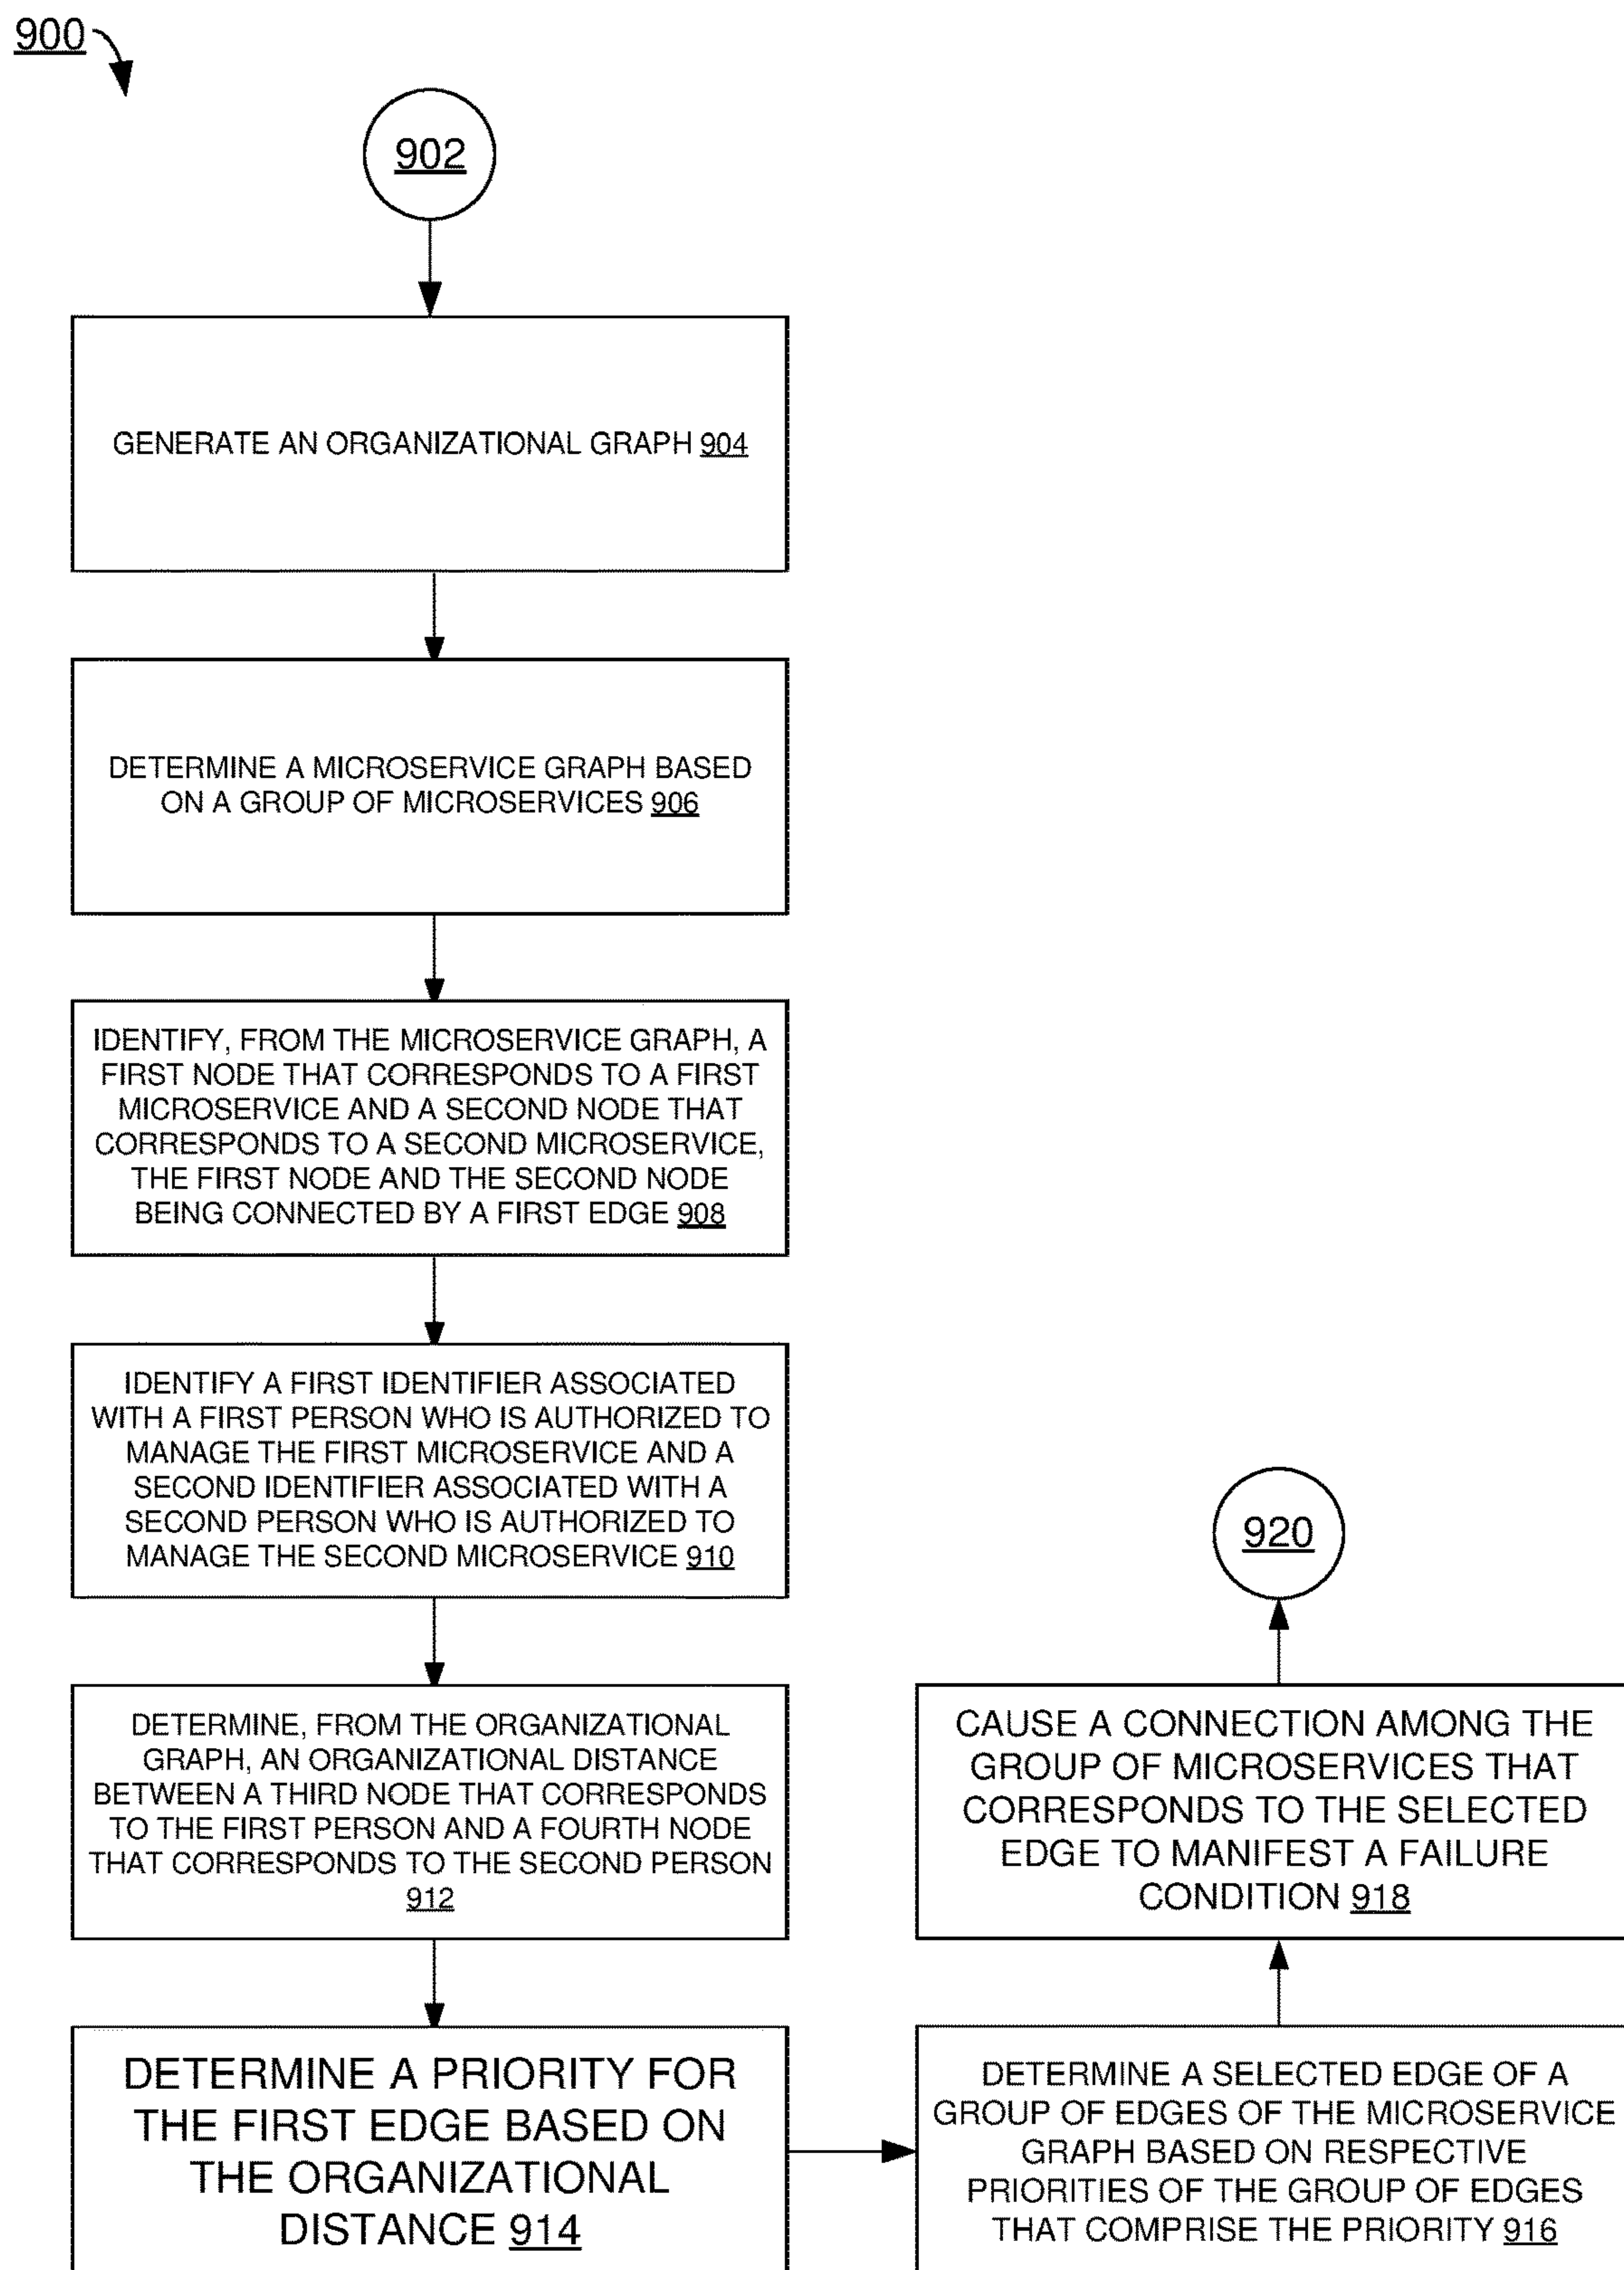 900
902
GENERATE AN ORGANIZATIONAL GRAPH 904
DETERMINE A MICROSERVICE GRAPH BASED
ON A GROUP OF MICROSERVICES 906
IDENTIFY, FROM THE MICROSERVICE GRAPH, A
FIRST NODE THAT CORRESPONDS TO A FIRST
MICROSERVICE AND A SECOND NODE THAT
CORRESPONDS TO A SECOND MICROSERVICE,
THE FIRST NODE AND THE SECOND NODE
BEING CONNECTED BY A FIRST EDGE 908
IDENTIFY A FIRST IDENTIFIER ASSOCIATED
WITH A FIRST PERSON WHO IS AUTHORIZED TO
MANAGE THE FIRST MICROSERVICE AND A
SECOND IDENTIFIER ASSOCIATED WITH A
SECOND PERSON WHO IS AUTHORIZED TO
MANAGE THE SECOND MICROSERVICE 910
DETERMINE, FROM THE ORGANIZATIONAL
GRAPH, AN ORGANIZATIONAL DISTANCE
BETWEEN A THIRD NODE THAT CORRESPONDS
TO THE FIRST PERSON AND A FOURTH NODE
THAT CORRESPONDS TO THE SECOND PERSON
912
DETERMINE A PRIORITY FOR
THE FIRST EDGE BASED ON
THE ORGANIZATIONAL
DISTANCE 914
DETERMINE A SELECTED EDGE OF A
GROUP OF EDGES OF THE MICROSERVICE
GRAPH BASED ON RESPECTIVE
PRIORITIES OF THE GROUP OF EDGES
THAT COMPRISE THE PRIORITY 916
CAUSE A CONNECTION AMONG THE
GROUP OF MICROSERVICES THAT
CORRESPONDS TO THE SELECTED
EDGE TO MANIFEST A FAILURE
CONDITION 918
920